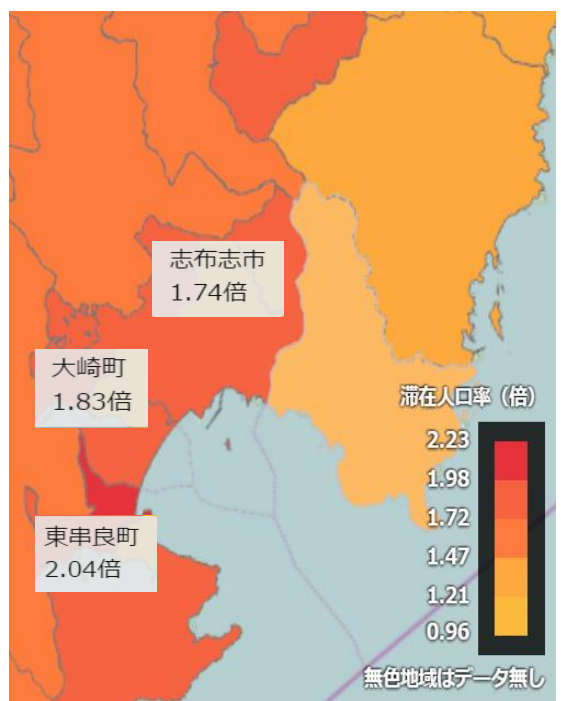 志布志市
1.74倍
大崎町
1.83倍
東串良町
2.04倍
滞在人口率（倍）
2.23
1.98
1.72
1.47
1.21
0.96
無色地域はデータ無し